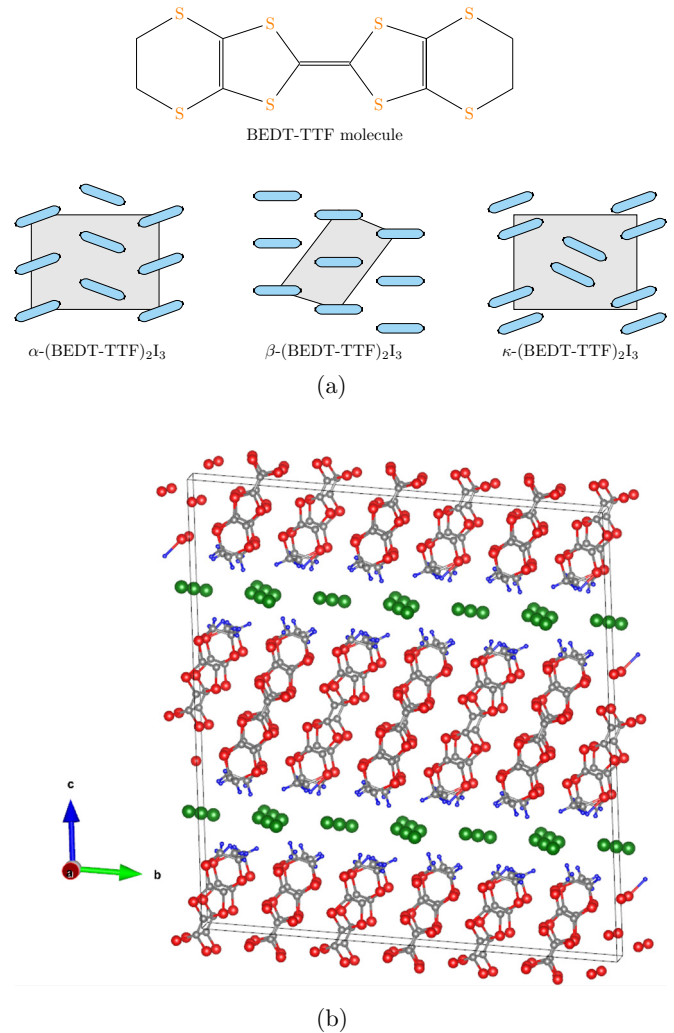 S S S S
S S S S
BEDT-TTF molecule
α-(BEDT-TTF)₂I₃ β-(BEDT-TTF)₂I₃ κ-(BEDT-TTF)₂I₃
(a)
c
a b
(b)